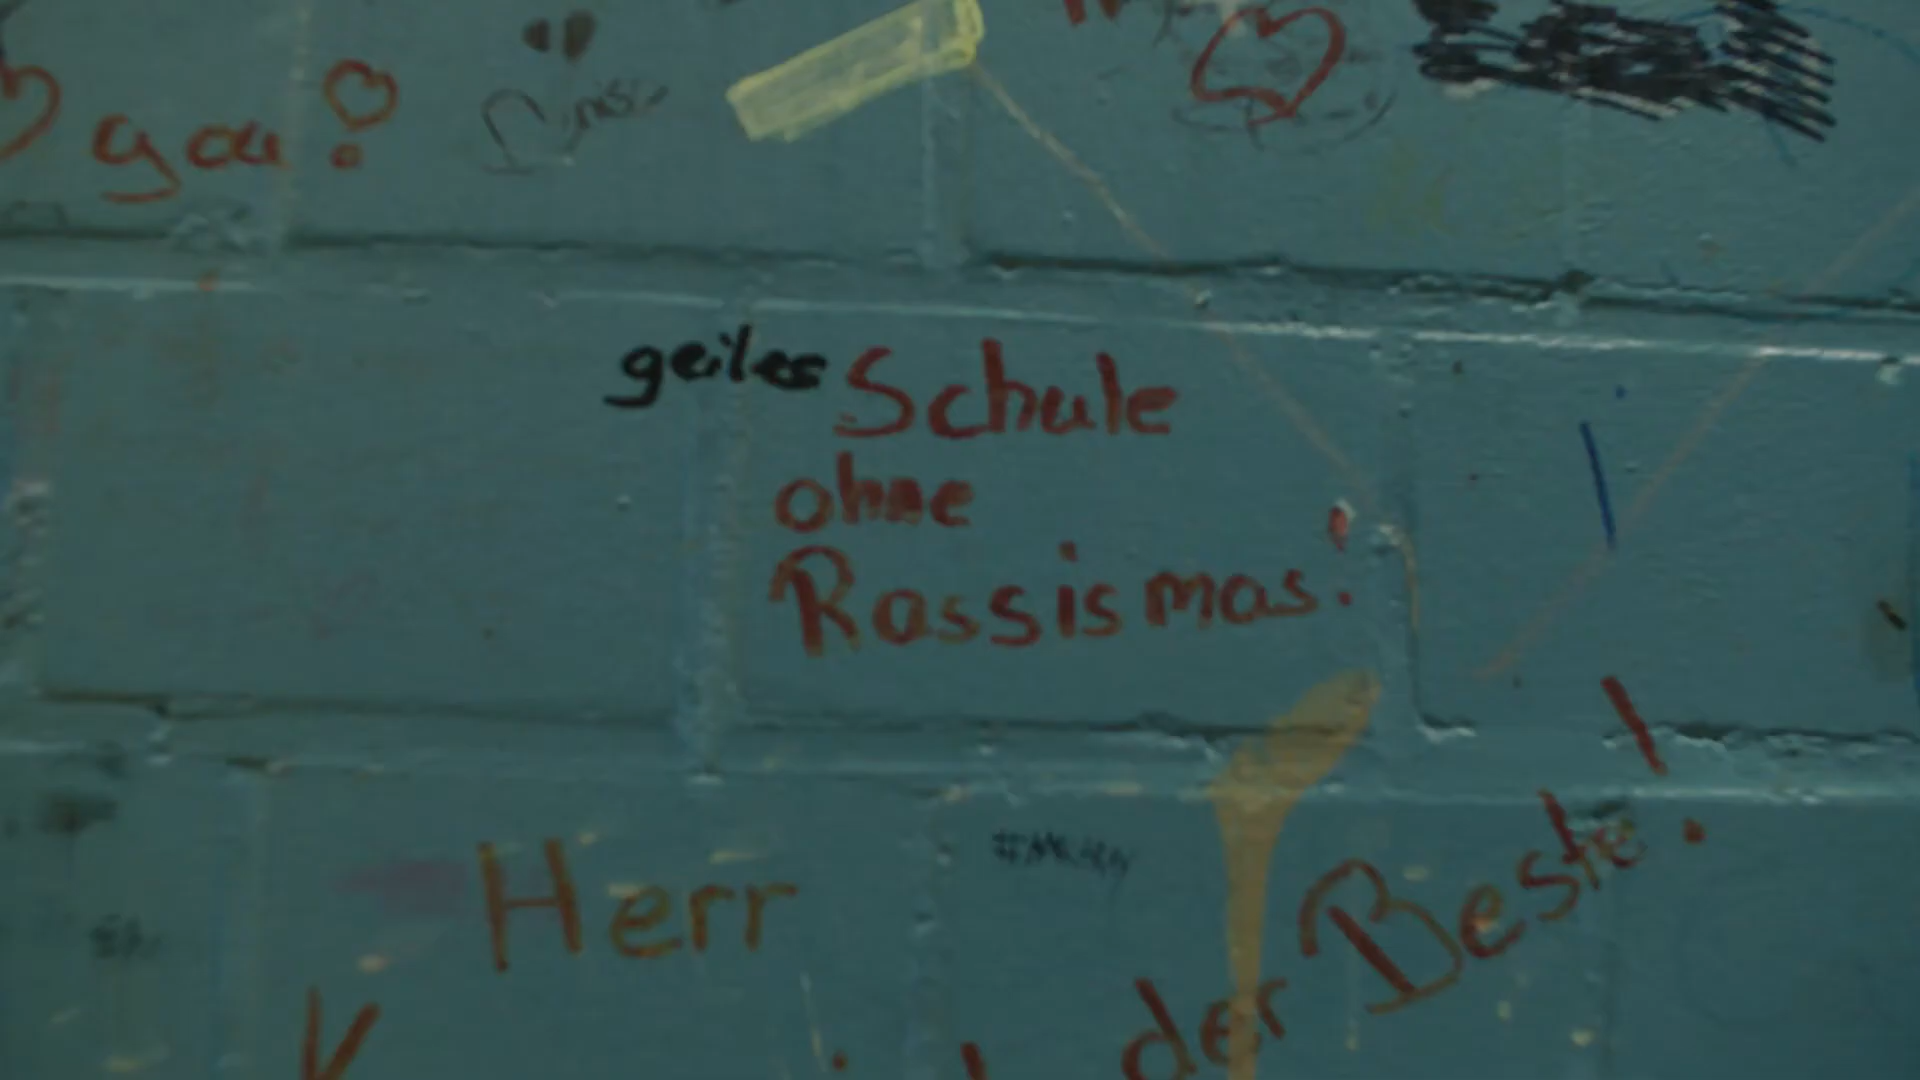 you!
geiles Schule
ohne
Rassismus!
Herr
der Beste!